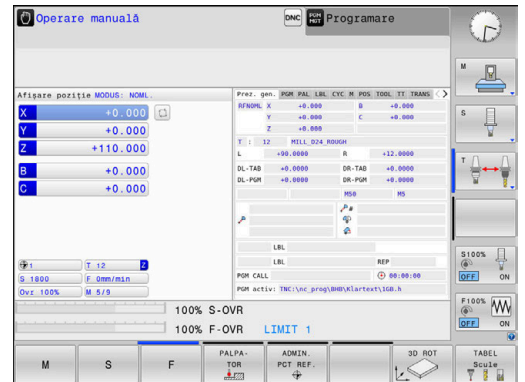 Operare manuală
DNC
PGM
MGT
Programare
Afişare poziţie MODUS: NOML.
X +0.000
Y +0.000
Z +110.000
B +0.000
C +0.000
1 T 12 Z
S 1800 F 0mm/min
Ovr 100% M 5/9
Prez. gen. PGM PAL LBL CYC M POS TOOL TT TRANS
RFNOML X +0.000 B +0.000
Y +0.000 C +0.000
Z +0.000
T : 12 MILL_D24_ROUGH
L +90.0000 R +12.0000
DL-TAB +0.0000 DR-TAB +0.0000
DL-PGM +0.0000 DR-PGM +0.0000
M50 M5
LBL
LBL REP
PGM CALL 00:00:00
PGM activ: TNC:\nc_prog\BHB\Klartext\1GB.h
100% S-OVR
100% F-OVR LIMIT 1
M
S
T
S100%
OFF ON
F100%
OFF ON
M
S
F
PALPA-
TOR
ADMIN.
PCT REF.
3D ROT
TABEL
Scule